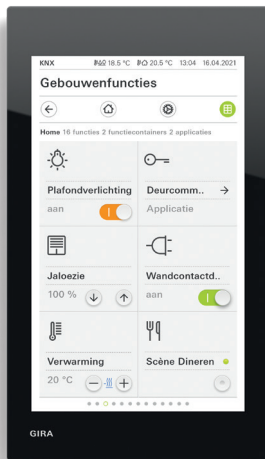 KNX 18.5 °C 20.5 °C 13:04 16.04.2021
Gebouwenfuncties
Home 16 functies 2 functiecontainers 2 applicaties
Plafondverlichting
aan
Deurcomm..
Applicatie
Jaloezie
100 %
Wandcontactd..
aan
Verwarming
20 °C
Scène Dineren
GIRA